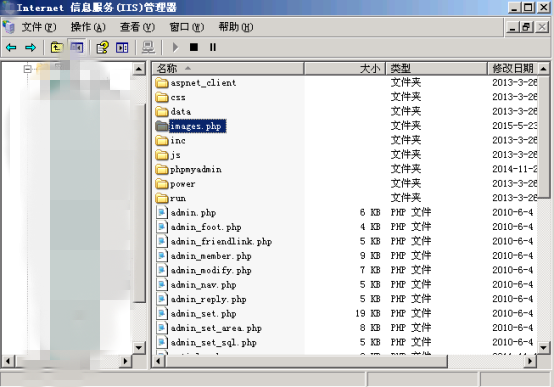 Internet 信息服务(IIS)管理器
文件(F) 操作(A) 查看(V) 窗口(W) 帮助(H)
名称 大小 类型 修改日期
aspnet_client 文件夹 2013-3-26
css 文件夹 2013-3-26
data 文件夹 2013-3-26
images.php 文件夹 2015-5-23
inc 文件夹 2013-3-26
js 文件夹 2013-3-26
phpmyadmin 文件夹 2014-11-2
power 文件夹 2013-3-26
run 文件夹 2013-3-26
admin.php 6 KB PHP 文件 2010-6-4
admin_foot.php 4 KB PHP 文件 2010-6-4
admin_friendlink.php 5 KB PHP 文件 2010-6-4
admin_member.php 9 KB PHP 文件 2010-6-4
admin_modify.php 7 KB PHP 文件 2010-6-4
admin_nav.php 5 KB PHP 文件 2010-6-4
admin_reply.php 5 KB PHP 文件 2010-6-4
admin_set.php 19 KB PHP 文件 2010-6-4
admin_set_area.php 8 KB PHP 文件 2010-6-4
admin_set_sql.php 5 KB PHP 文件 2010-6-4